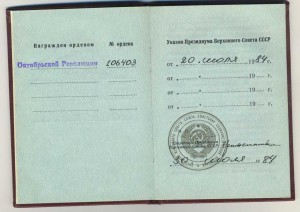 Награжден орденом
№ ордена
Октябрьской Революции
106403
Указом Президиума Верховного Совета СССР
от 20 июля 1984.
от " 19 г.
от " 19 г.
от " 19 г.
30 июля 84